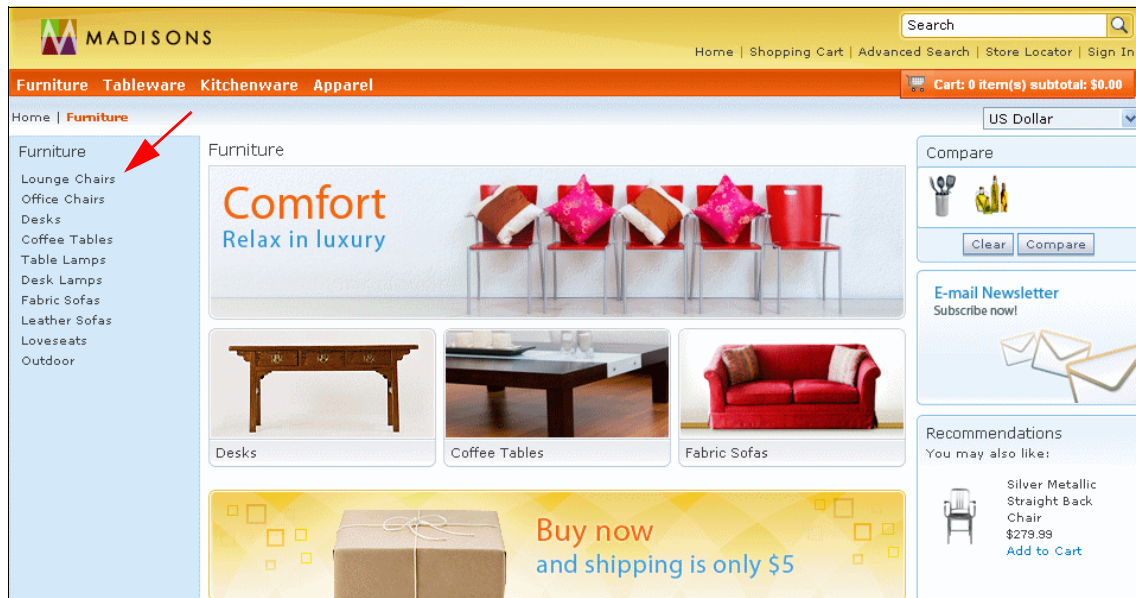 MADISONS
Search
Home | Shopping Cart | Advanced Search | Store Locator | Sign In
Furniture Tableware Kitchenware Apparel
Cart: 0 item(s) subtotal: $0.00
Home | Furniture
US Dollar
Furniture
Lounge Chairs
Office Chairs
Desks
Coffee Tables
Table Lamps
Desk Lamps
Fabric Sofas
Leather Sofas
Loveseats
Outdoor
Furniture
Comfort
Relax in luxury
Desks
Coffee Tables
Fabric Sofas
Buy now
and shipping is only $5
Compare
Clear
Compare
E-mail Newsletter
Subscribe now!
Recommendations
You may also like:
Silver Metallic
Straight Back
Chair
$279.99
Add to Cart